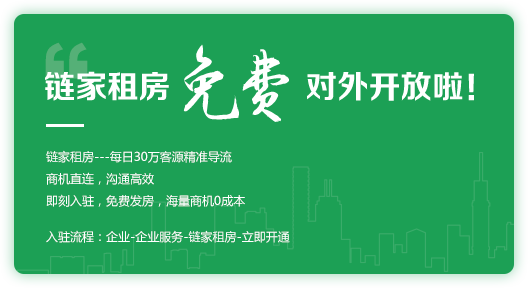 链家租房 免费 对外开放啦！
链家租房---每日30万客源精准导流
商机直连，沟通高效
即刻入驻，免费发房，海量商机0成本
入驻流程：企业-企业服务-链家租房-立即开通